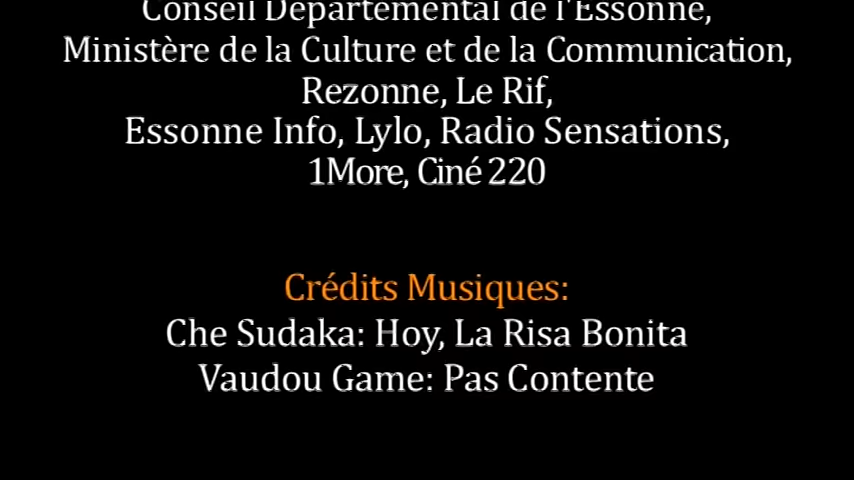 Conseil Départemental de l'Essonne,
Ministère de la Culture et de la Communication,
Rezonne, Le Rif,
Essonne Info, Lylo, Radio Sensations,
1More, Ciné 220
Crédits Musiques:
Che Sudaka: Hoy, La Risa Bonita
Vaudou Game: Pas Contente